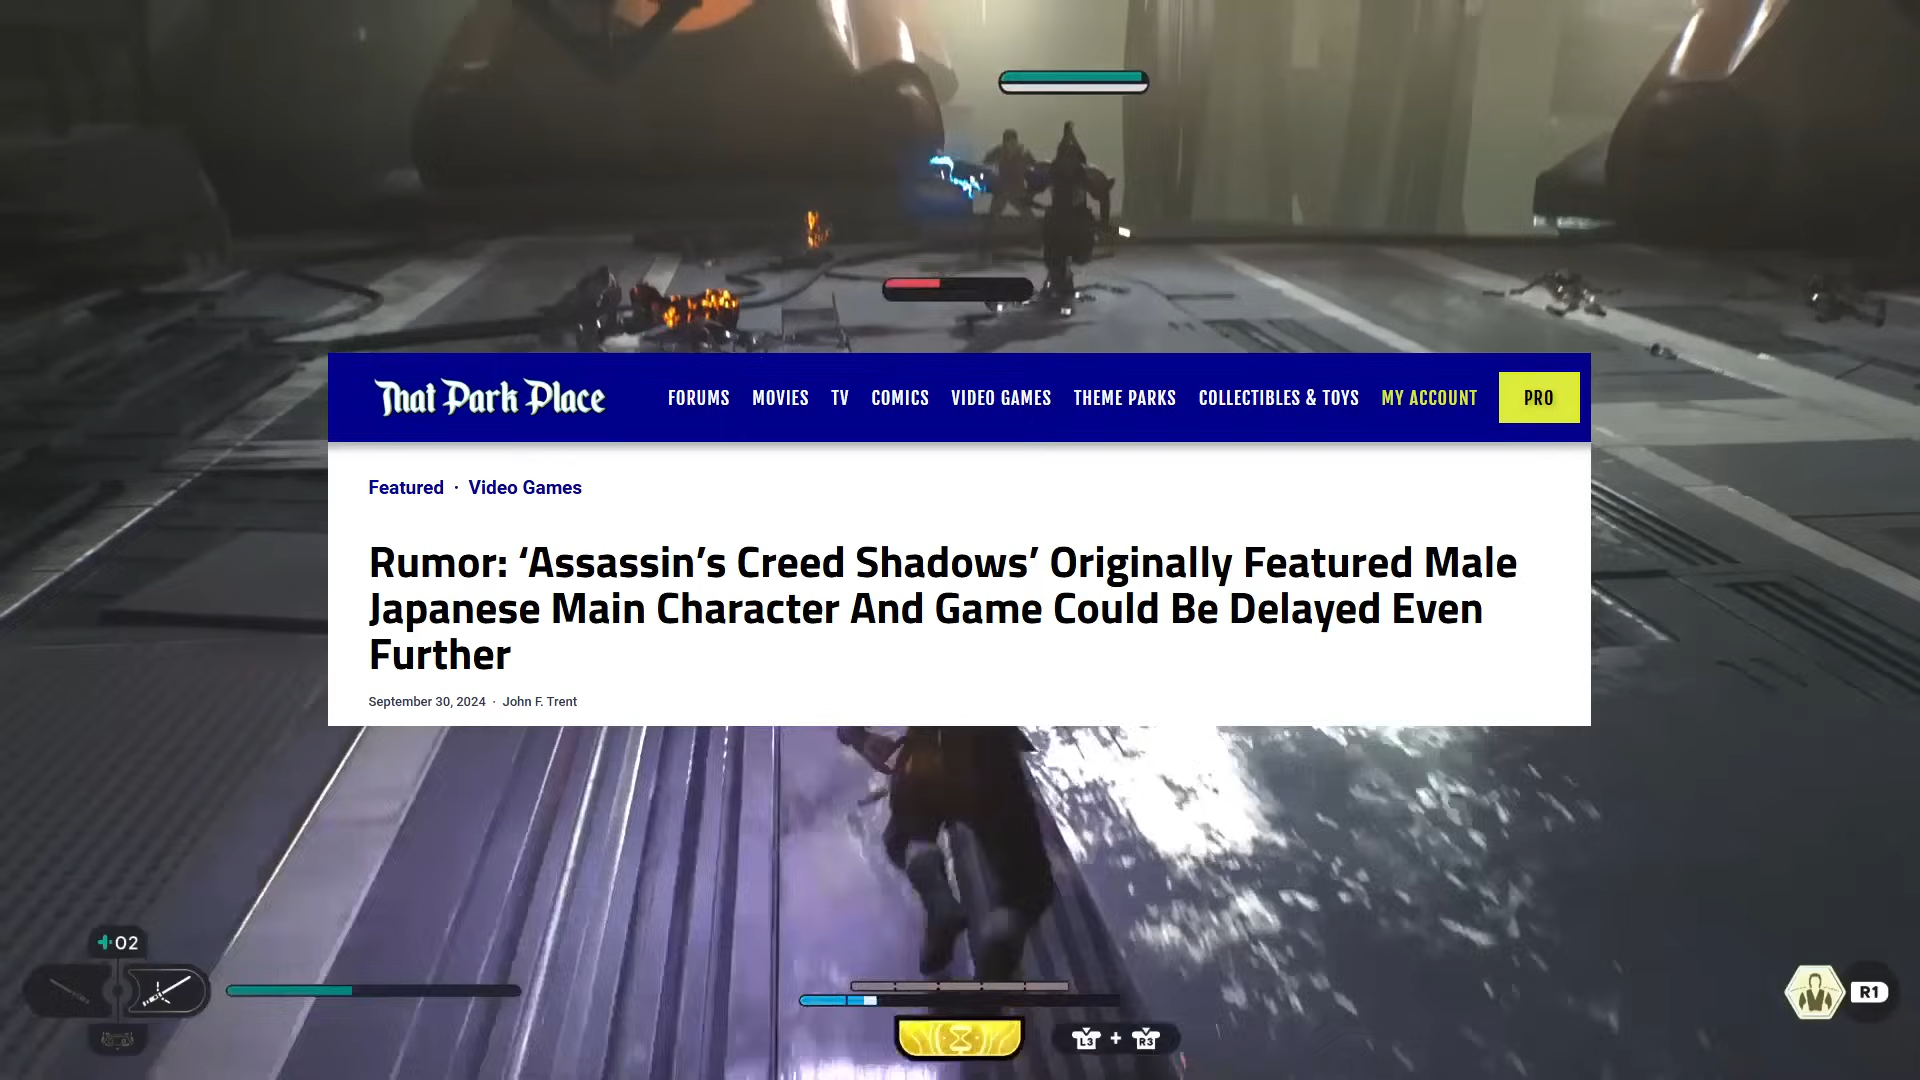 That Park Place
FORUMS MOVIES TV COMICS VIDEO GAMES THEME PARKS COLLECTIBLES & TOYS MY ACCOUNT PRO
Featured · Video Games
Rumor: ‘Assassin’s Creed Shadows’ Originally Featured Male
Japanese Main Character And Game Could Be Delayed Even
Further
September 30, 2024 · John F. Trent
+02
R1
L3 + R3